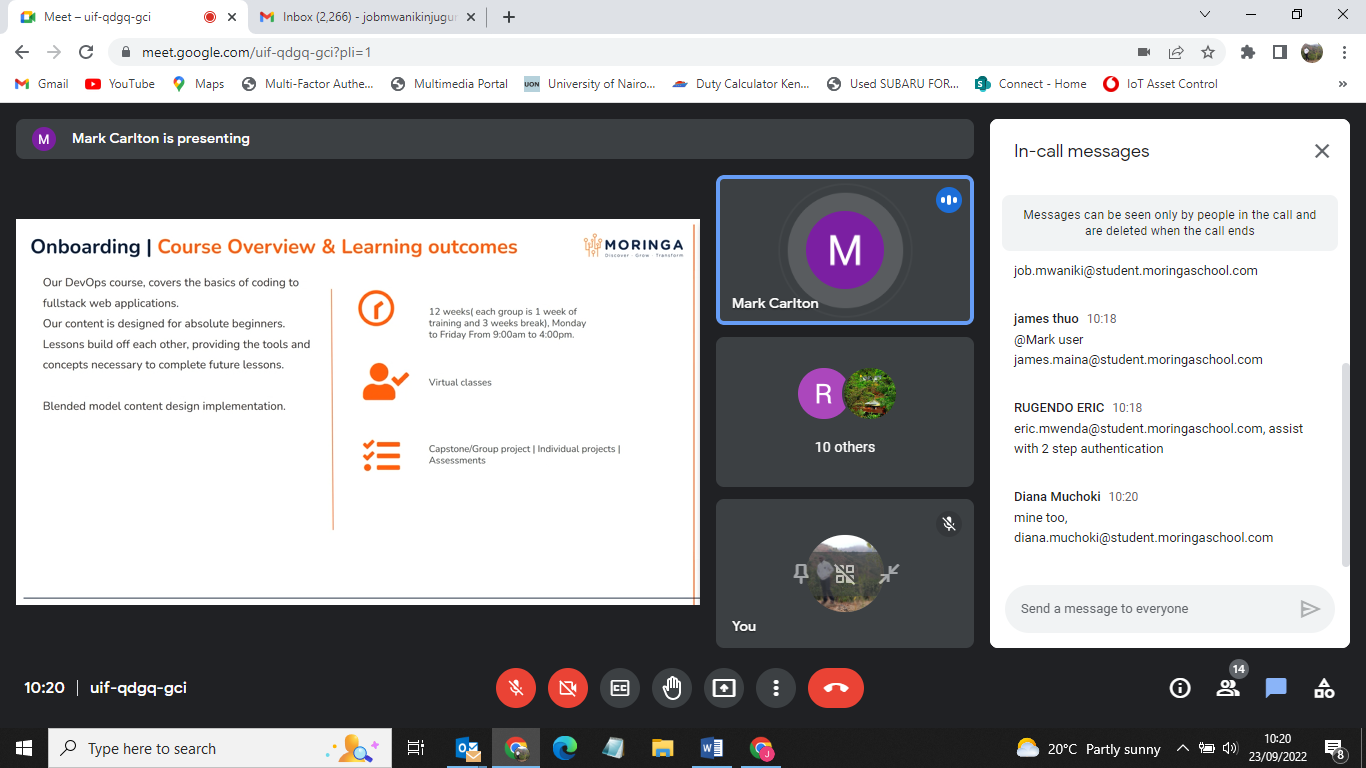 Meet – uif-qdgq-gci
Inbox (2,266) - jobmwanikinjugu
meet.google.com/uif-qdgq-gci?pli=1
Gmail
YouTube
Maps
Multi-Factor Authe...
Multimedia Portal
UON
University of Nairo...
Duty Calculator Ken...
Used SUBARU FOR...
Connect - Home
IoT Asset Control
M
Mark Carlton is presenting
Onboarding | Course Overview & Learning outcomes
MORINGA
Discover · Grow · Transform
Our DevOps course, covers the basics of coding to
fullstack web applications.
Our content is designed for absolute beginners.
Lessons build off each other, providing the tools and
concepts necessary to complete future lessons.
Blended model content design implementation.
12 weeks( each group is 1 week of
training and 3 weeks break), Monday
to Friday From 9:00am to 4:00pm.
Virtual classes
Capstone/Group project | Individual projects |
Assessments
M
Mark Carlton
R
10 others
You
In-call messages
Messages can be seen only by people in the call and
are deleted when the call ends
job.mwaniki@student.moringaschool.com
james thuo 10:18
@Mark user
james.maina@student.moringaschool.com
RUGENDO ERIC 10:18
eric.mwenda@student.moringaschool.com, assist
with 2 step authentication
Diana Muchoki 10:20
mine too,
diana.muchoki@student.moringaschool.com
Send a message to everyone
10:20 | uif-qdgq-gci
CC
14
Type here to search
20°C Partly sunny
10:20
23/09/2022
8